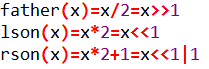 father(x)=x/2=x>>1
lson(x)=x*2=x<<1
rson(x)=x*2+1=x<<1|1